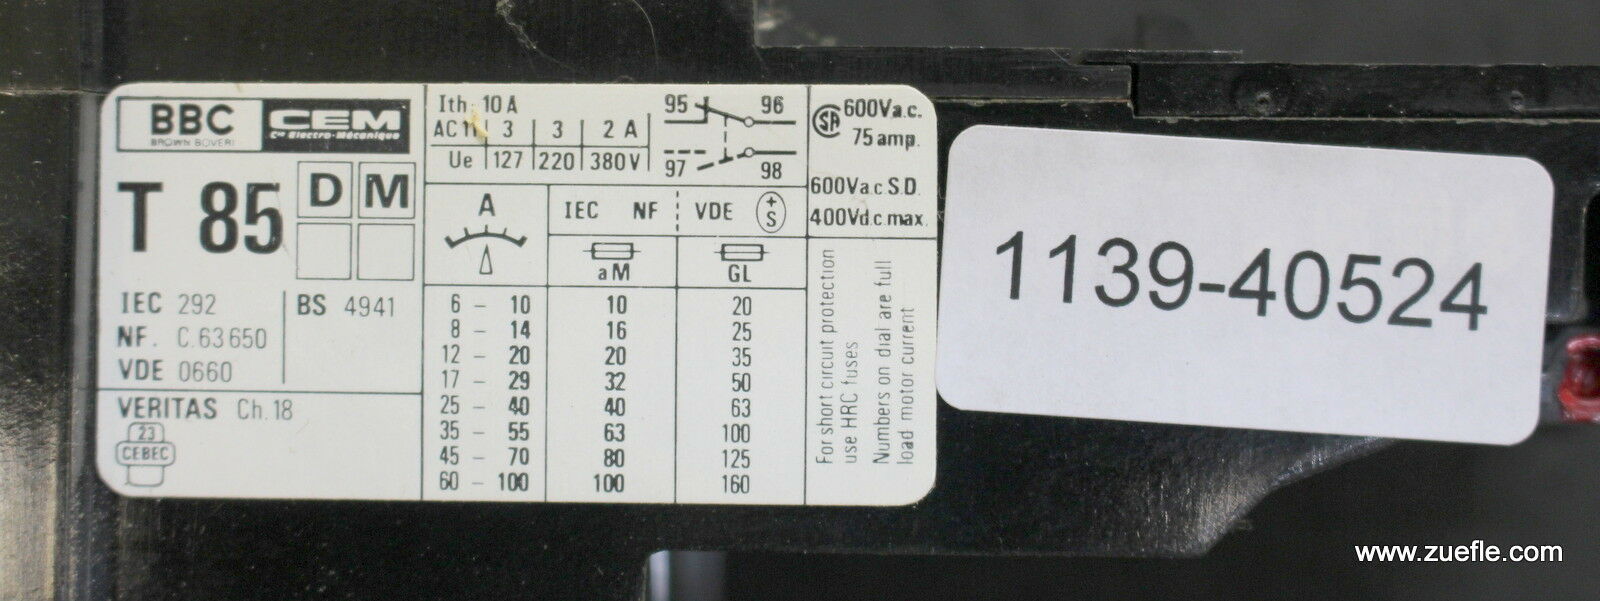 BBC
BROWN BOVERI
CEM
Cie Electro-Mécanique
T 85
D M
IEC 292
NF. C.63 650
VDE 0660
BS 4941
VERITAS Ch.18
23
CEBEC
Ith: 10 A
AC 11 3 3 2 A
Ue 127 220 380 V
95 96
97 98
A
IEC NF VDE + S
aM GL
6 - 10 10 20
8 - 14 16 25
12 - 20 20 35
17 - 29 32 50
25 - 40 40 63
35 - 55 63 100
45 - 70 80 125
60 - 100 100 160
SA 600Va.c.
75 amp.
600Va.c S.D.
400Vd.c max.
For short circuit protection
use HRC fuses
Numbers on dial are full
load motor current
1139-40524
www.zuefle.com